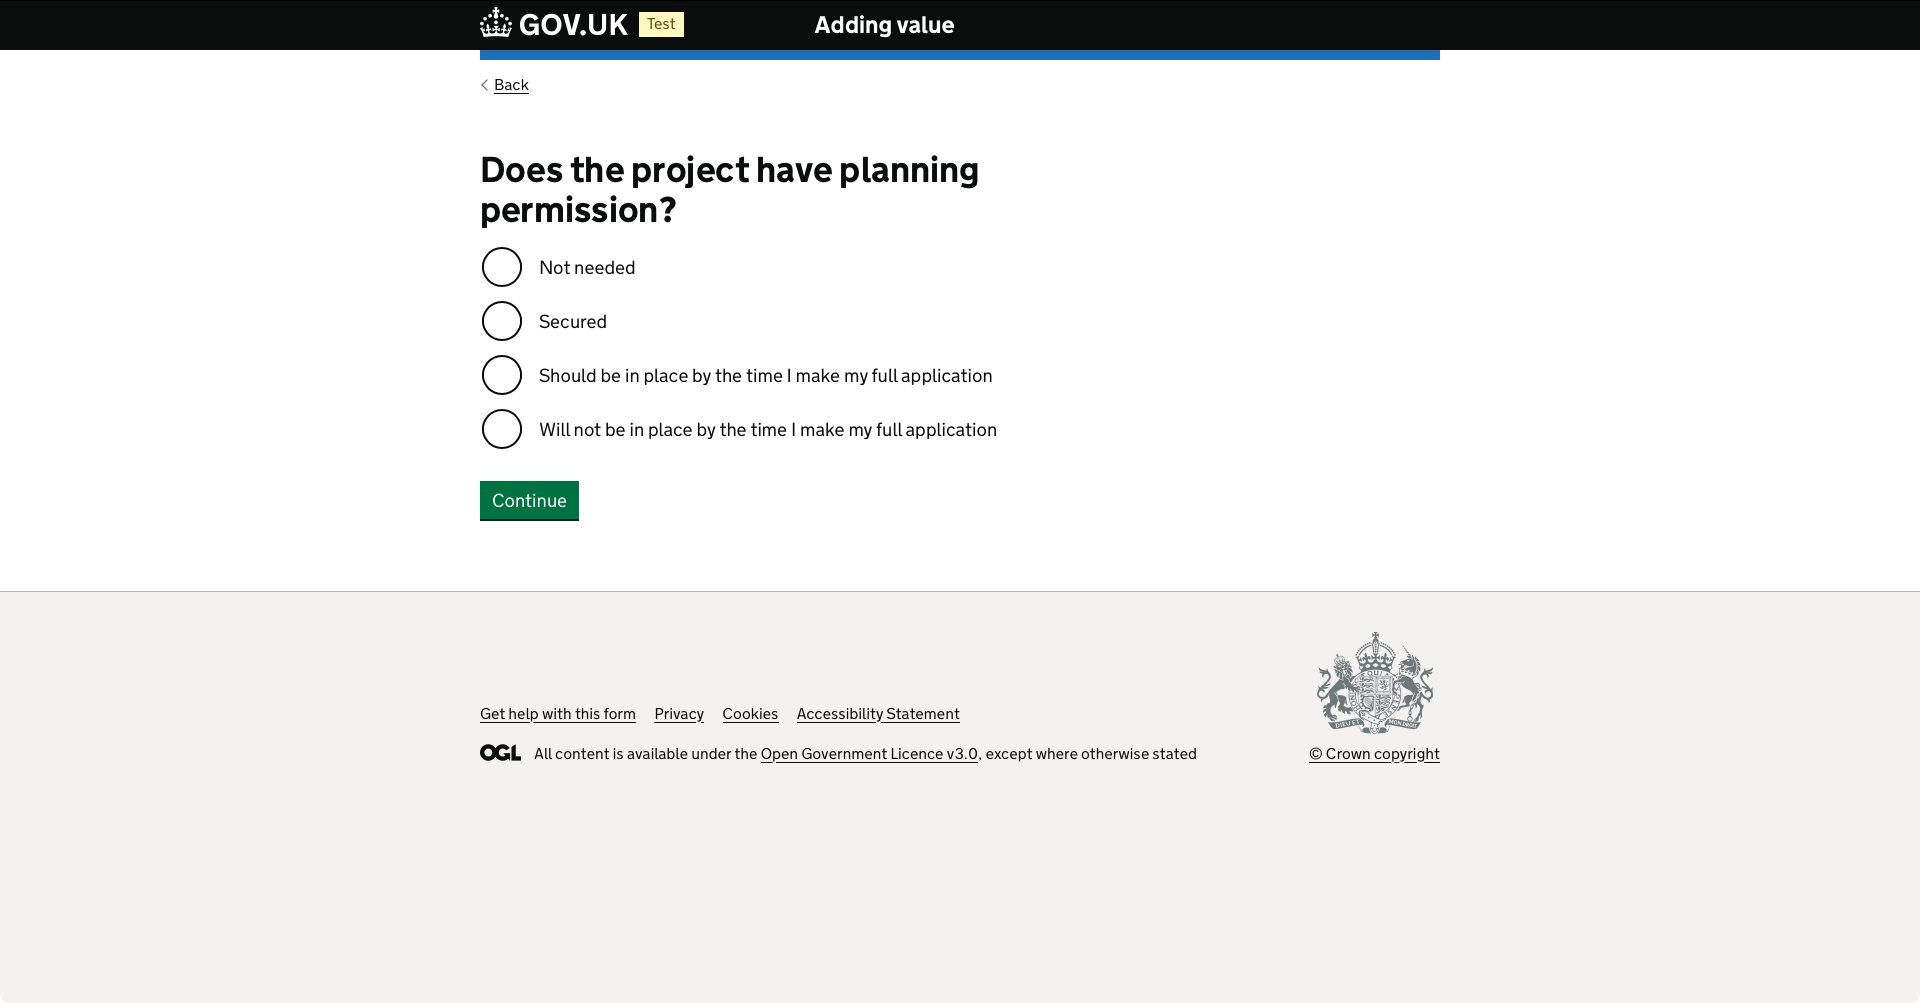 GOV.UK Test Adding value
Back
Does the project have planning
permission?
Not needed
Secured
Should be in place by the time I make my full application
Will not be in place by the time I make my full application
Continue
Get help with this form Privacy Cookies Accessibility Statement
OGL All content is available under the Open Government Licence v3.0, except where otherwise stated
© Crown copyright